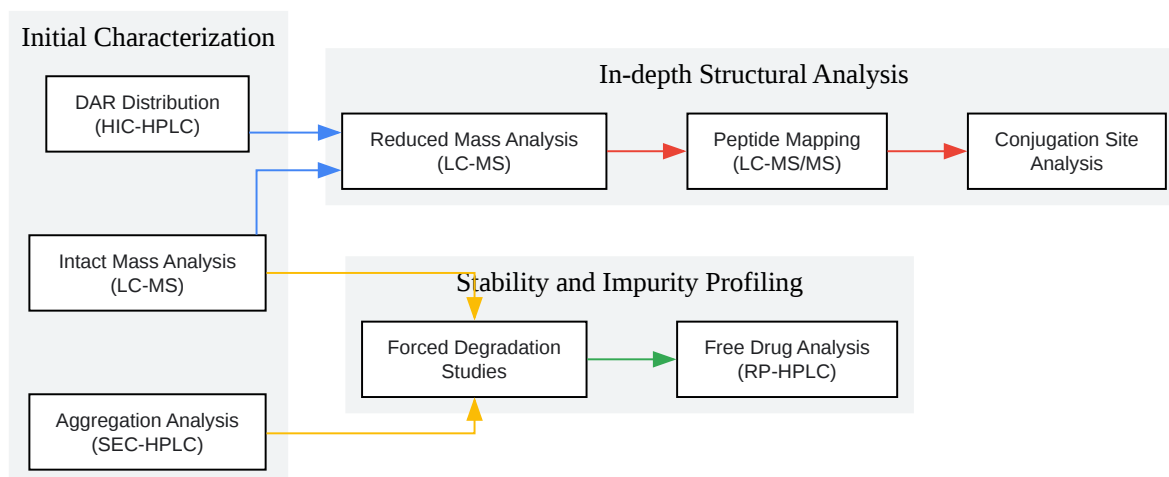 Initial Characterization
DAR Distribution
(HIC-HPLC)
Intact Mass Analysis
(LC-MS)
Aggregation Analysis
(SEC-HPLC)
In-depth Structural Analysis
Reduced Mass Analysis
(LC-MS)
Peptide Mapping
(LC-MS/MS)
Conjugation Site
Analysis
Stability and Impurity Profiling
Forced Degradation
Studies
Free Drug Analysis
(RP-HPLC)